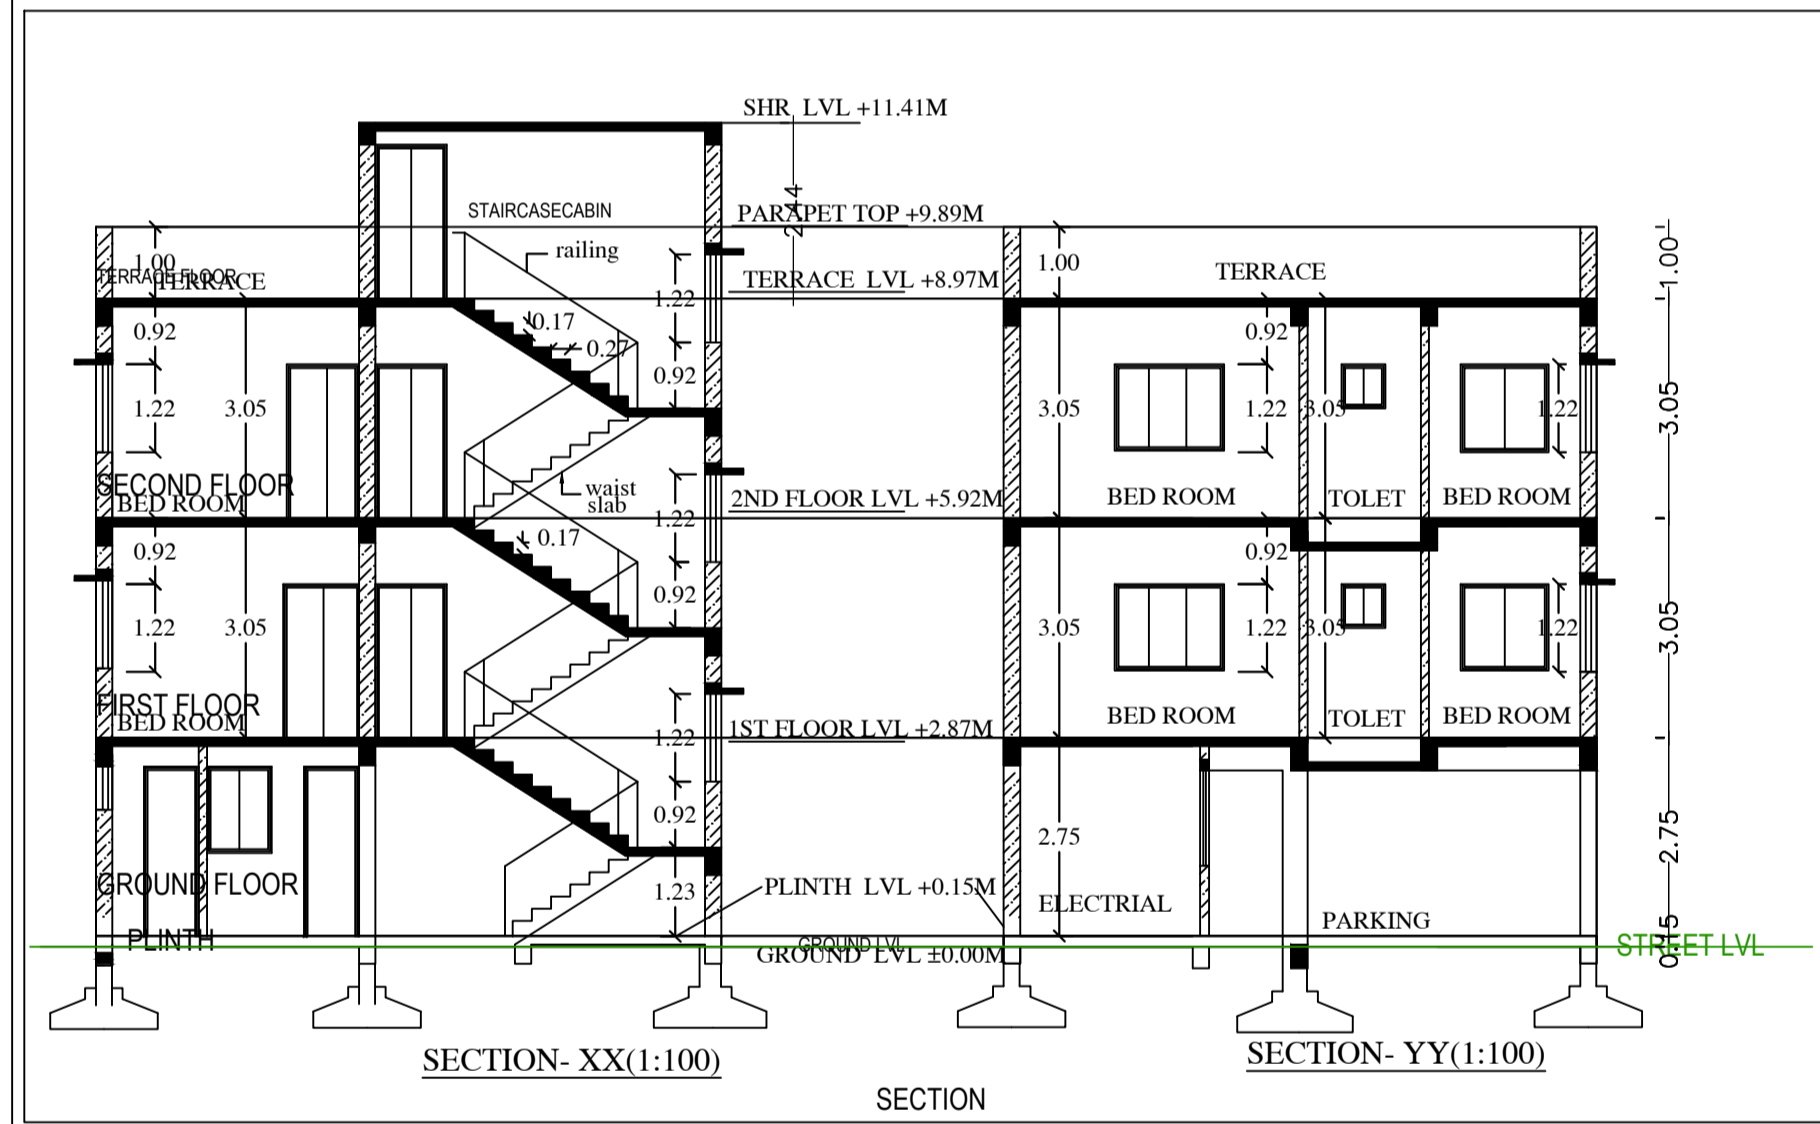 SHR LVL +11.41M
2.44
STAIRCASECABIN
PARAPET TOP +9.89M
railing
1.00
TERRACE FLOOR
TERRACE
1.22
TERRACE LVL +8.97M
1.00
TERRACE
1.00
0.92
0.17
0.27
0.92
0.92
1.22
3.05
3.05
1.22
3.05
1.22
3.05
SECOND FLOOR
BED ROOM
waist
slab
1.22
2ND FLOOR LVL +5.92M
BED ROOM
TOLET
BED ROOM
0.92
0.17
0.92
0.92
1.22
3.05
3.05
1.22
3.05
1.22
3.05
FIRST FLOOR
BED ROOM
1.22
1ST FLOOR LVL +2.87M
BED ROOM
TOLET
BED ROOM
0.92
2.75
2.75
GROUND FLOOR
1.23
PLINTH LVL +0.15M
ELECTRIAL
PARKING
PLINTH
GROUND LVL
GROUND LVL ±0.00M
0.15
STREET LVL
SECTION- XX(1:100)
SECTION- YY(1:100)
SECTION